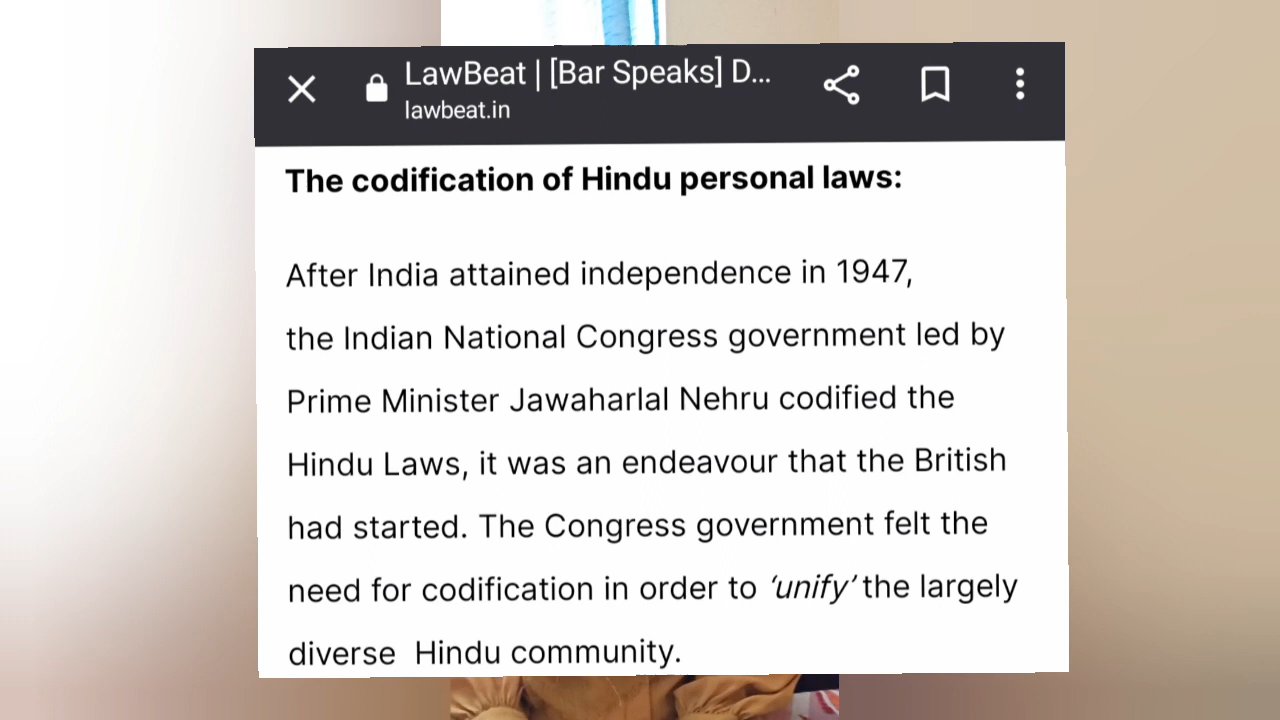 LawBeat | [Bar Speaks] D...
lawbeat.in
The codification of Hindu personal laws:
After India attained independence in 1947,
the Indian National Congress government led by
Prime Minister Jawaharlal Nehru codified the
Hindu Laws, it was an endeavour that the British
had started. The Congress government felt the
need for codification in order to ‘unify’ the largely
diverse Hindu community.